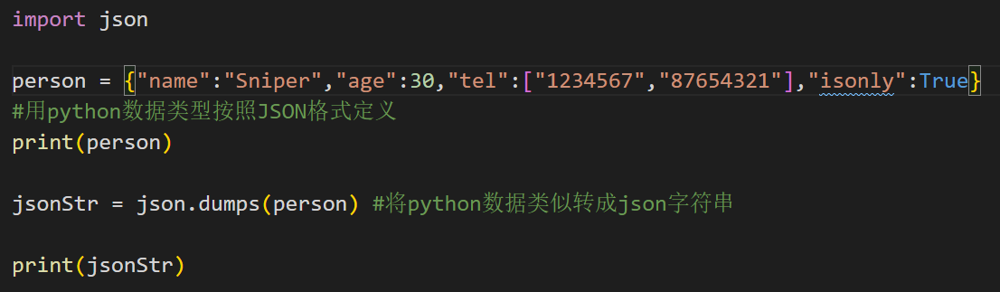 import json
person = {"name":"Sniper","age":30,"tel":["1234567","87654321"],"isonly":True}
#用python数据类型按照JSON格式定义
print(person)
jsonStr = json.dumps(person) #将python数据类似转成json字符串
print(jsonStr)